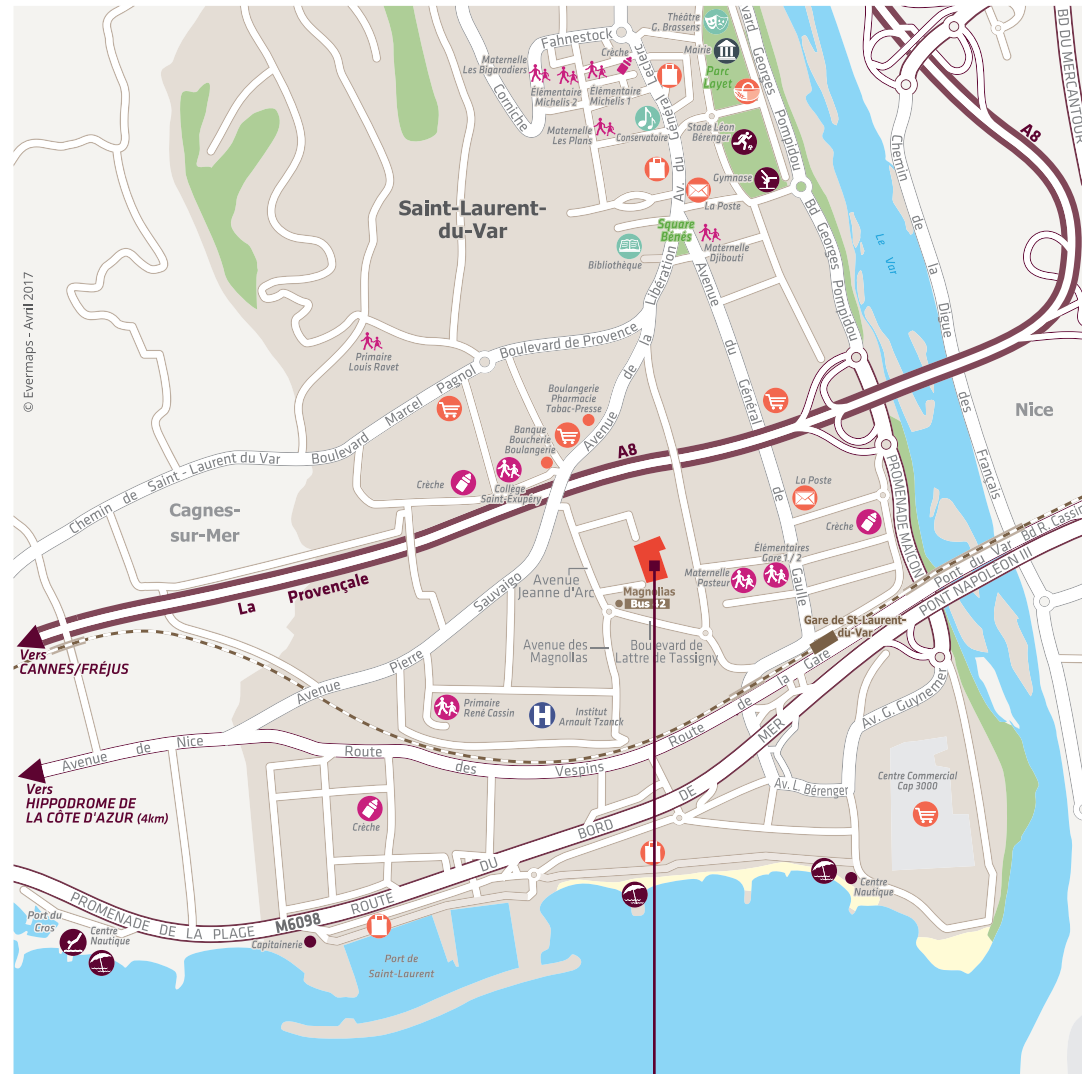 Théâtre
G. Brassens
Mairie
Parc
Layet
Boulevard Georges Pompidou
BD DU MERCANTOUR
Fahnestock
Crèche
Maternelle
Les Bigaradiers
Élémentaire
Michelis 2
Élémentaire
Michelis 1
Corniche
Av. du Général Leclerc
Maternelle
Les Plans
Conservatoire
Stade Léon
Bérenger
Gymnase
La Poste
A8
Chemin de la Digue des Français
Saint-Laurent-
du-Var
Square
Bénés
Maternelle
Djibouti
Bibliothèque
Bd Georges Pompidou
Le Var
© Evermaps - Avril 2017
Primaire
Louis Ravet
Boulevard de Provence
Avenue de la Libération
Avenue du Général de Gaulle
Boulevard Marcel Pagnol
Chemin de Saint - Laurent du Var
Boulangerie
Pharmacie
Tabac-Presse
Banque
Boucherie
Boulangerie
Nice
A8
Crèche
Collège
Saint-Exupéry
La Poste
Crèche
PROMENADE MAICON
Cagnes-
sur-Mer
Élémentaires
Gare 1 / 2
Maternelle
Pasteur
Avenue
Jeanne d'Arc
Magnolias
Bus 52
Pont du Var
Bd R. Cassin
PONT NAPOLEON III
La Provençale
Gare de St-Laurent-
du-Var
Avenue des
Magnolias
Boulevard de
Lattre de Tassigny
Vers
CANNES/FRÉJUS
Avenue Pierre Sauvaigo
Primaire
René Cassin
H
Institut
Arnault Tzanck
Av. G. Guynemer
Avenue de Nice
Route des Vespins
Route de la Gare
Vers
HIPPODROME DE
LA CÔTE D'AZUR (4km)
Crèche
Av. L. Bérenger
Centre Commercial
Cap 3000
PROMENADE DE LA PLAGE
M6098
ROUTE DU BORD DE MER
Centre
Nautique
Port du
Cros
Centre
Nautique
Capitainerie
Port de
Saint-Laurent